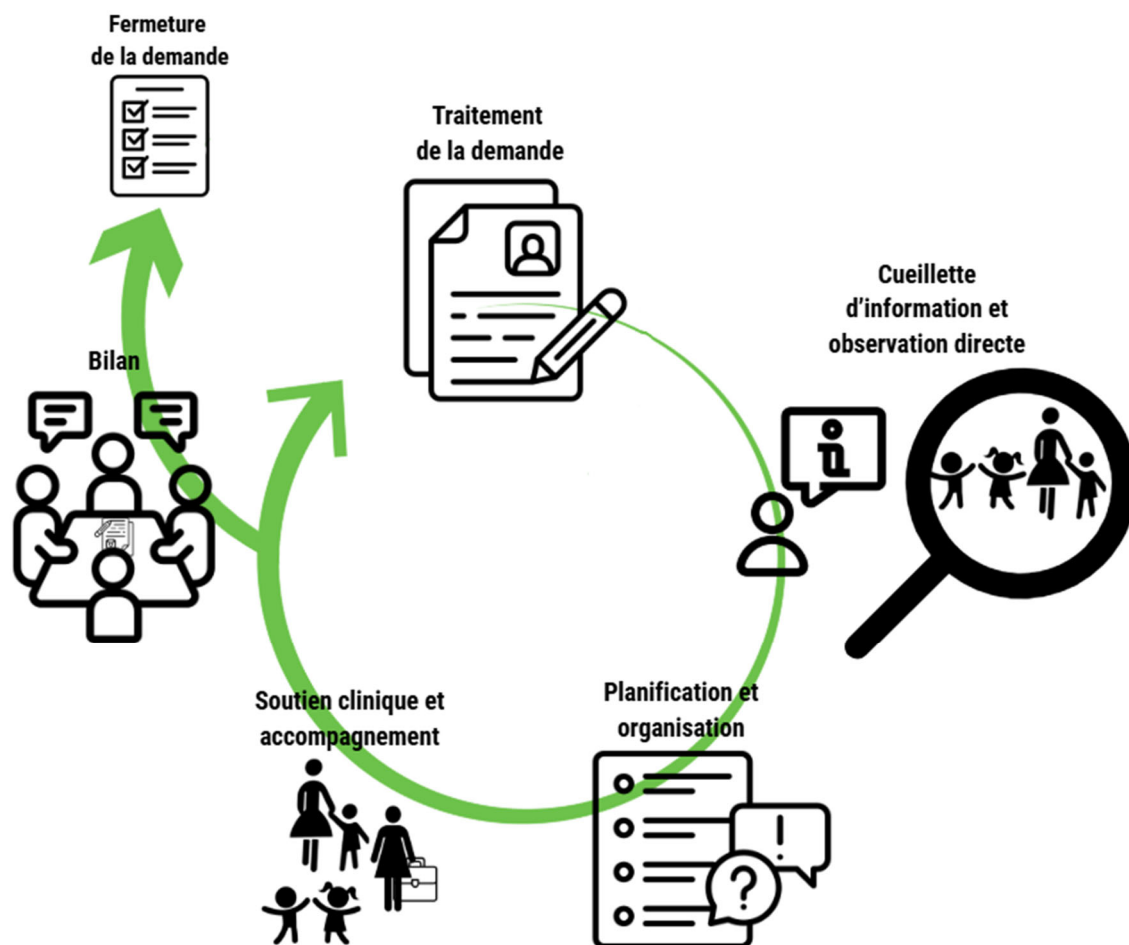 Fermeture
de la demande
Traitement
de la demande
Cueillette
d’information et
observation directe
Planification et
organisation
Soutien clinique et
accompagnement
Bilan
i
!
?